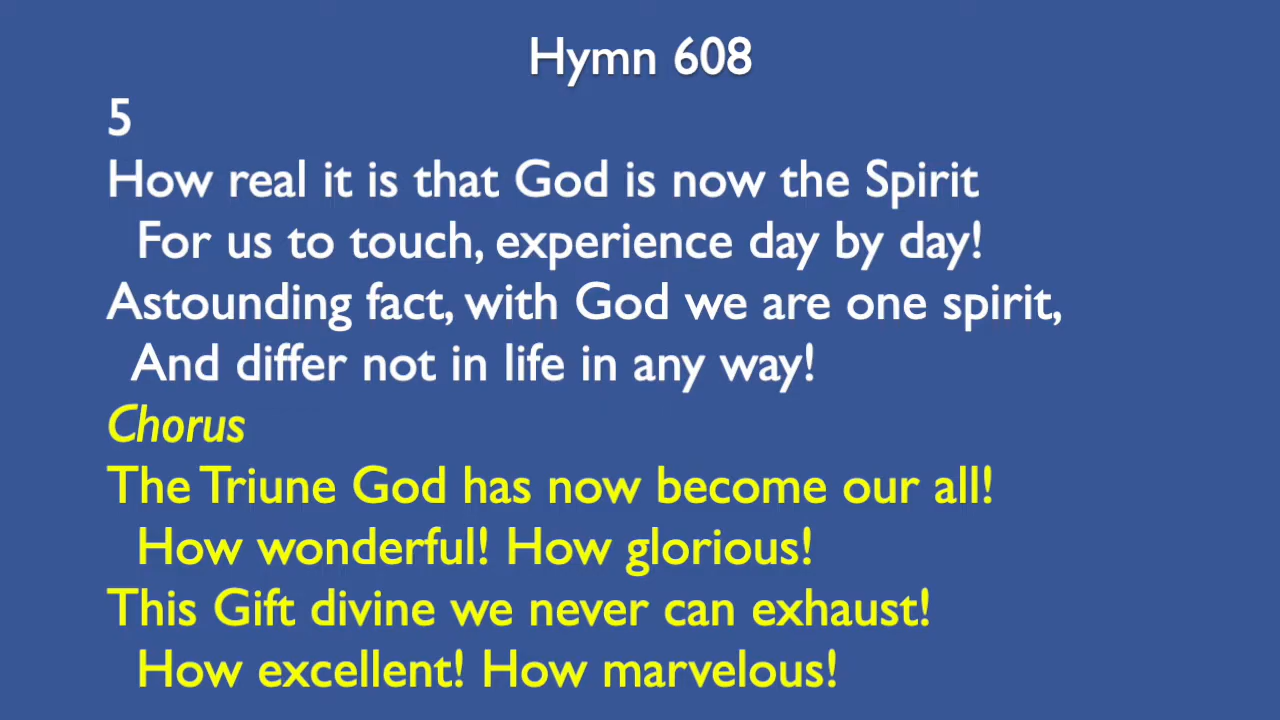 Hymn 608
5
How real it is that God is now the Spirit
For us to touch, experience day by day!
Astounding fact, with God we are one spirit,
And differ not in life in any way!
Chorus
The Triune God has now become our all!
How wonderful! How glorious!
This Gift divine we never can exhaust!
How excellent! How marvelous!